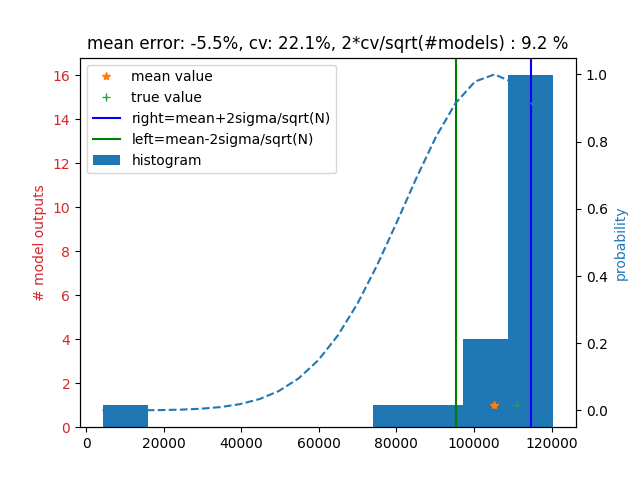 mean error: -5.5%, cv: 22.1%, 2*cv/sqrt(#models) : 9.2 %
mean value
true value
right=mean+2sigma/sqrt(N)
left=mean-2sigma/sqrt(N)
histogram
# model outputs
16
14
12
10
8
6
4
2
0
0
20000
40000
60000
80000
100000
120000
1.0
0.8
0.6
0.4
0.2
0.0
probability